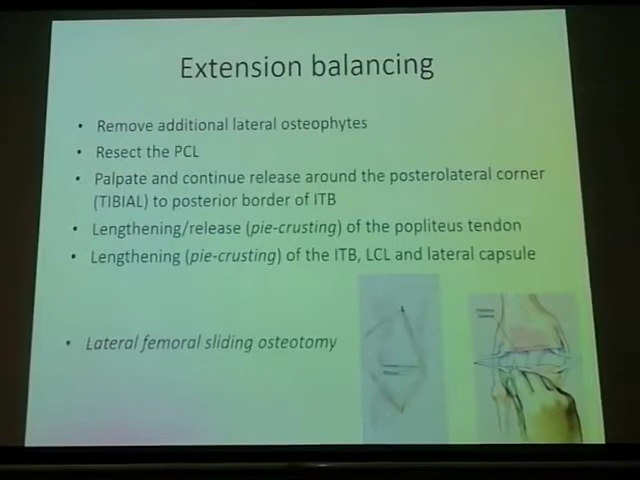 Extension balancing
• Remove additional lateral osteophytes
• Resect the PCL
• Palpate and continue release around the posterolateral corner
(TIBIAL) to posterior border of ITB
• Lengthening/release (pie-crusting) of the popliteus tendon
• Lengthening (pie-crusting) of the ITB, LCL and lateral capsule
• Lateral femoral sliding osteotomy